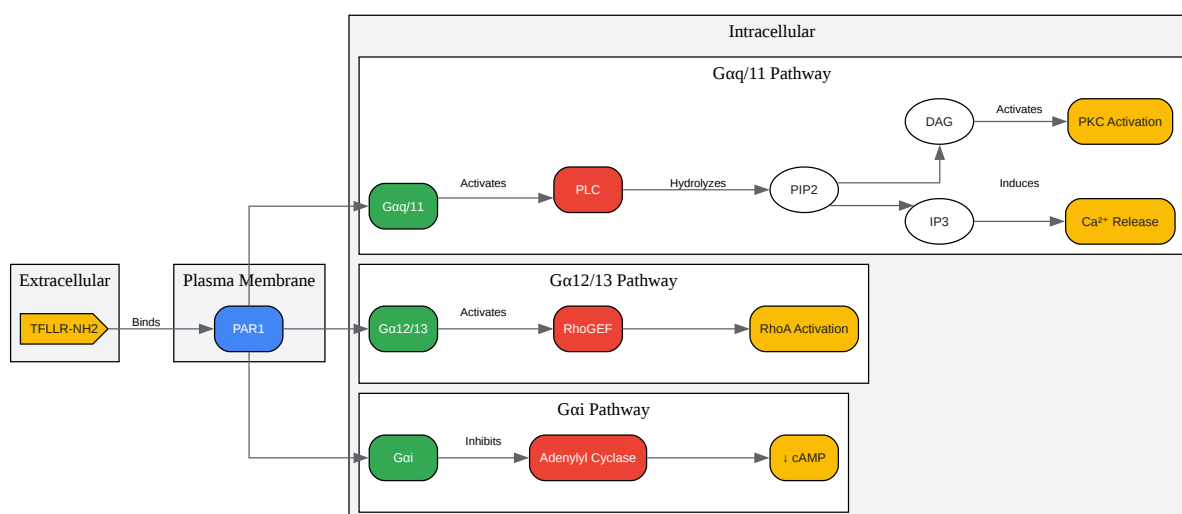 Intracellular
Gαq/11 Pathway
DAG
Activates
PKC Activation
Gαq/11
Activates
PLC
Hydrolyzes
PIP2
Induces
IP3
Ca²⁺ Release
Extracellular
TFLLR-NH2
Binds
Plasma Membrane
PAR1
Gα12/13 Pathway
Gα12/13
Activates
RhoGEF
RhoA Activation
Gαi Pathway
Gαi
Inhibits
Adenylyl Cyclase
↓ cAMP